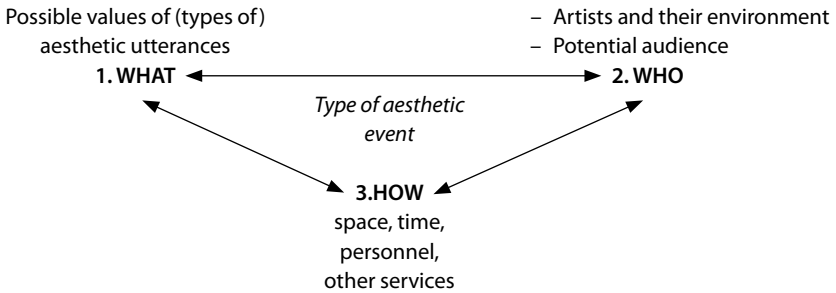 Possible values of (types of)
aesthetic utterances
1. WHAT
– Artists and their environment
– Potential audience
2. WHO
Type of aesthetic
event
3.HOW
space, time,
personnel,
other services